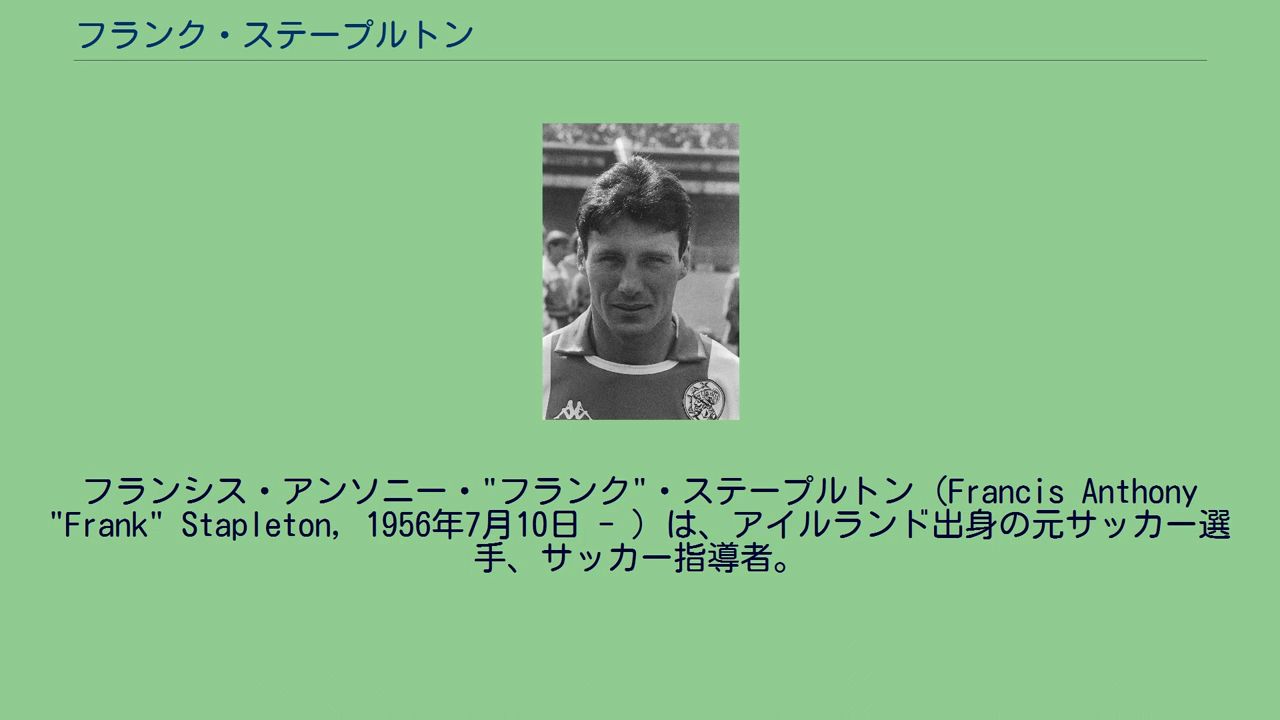 フランク・ステープルトン
AJAX
フランシス・アンソニー・"フランク"・ステープルトン（Francis Anthony
"Frank" Stapleton, 1956年7月10日 - ）は、アイルランド出身の元サッカー選
手、サッカー指導者。